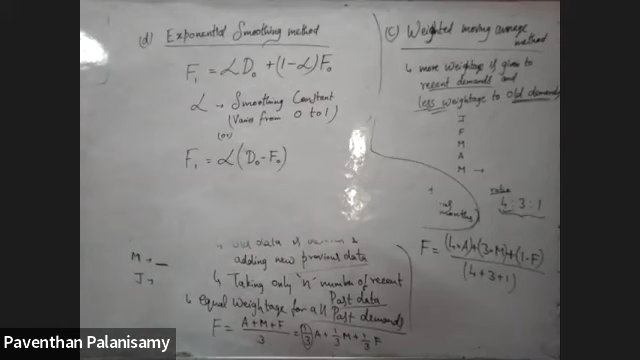 (d) Exponential Smoothing method
F₁ = αD₀ + (1-α)F₀
α → Smoothing Constant
(Varies from 0 to 1)
(or)
F₁ = α(D₀-F₀)
(c) Weighted moving average
method
↳ more weightage is given to
recent demands and
less weightage to old demands
J
F
M
A
M →
ratio
4 : 3 : 1
months)
F = (4×A)+(3×M)+(1-F)
(4+3+1)
old data is
adding new previous data
↳ Taking only 'n' number of recent
Past data
↳ Equal weightage for all Past demands
F = A+M+F / 3 = (1/3)A + 1/3 M + 1/3 F
M →
J →
Paventhan Palanisamy